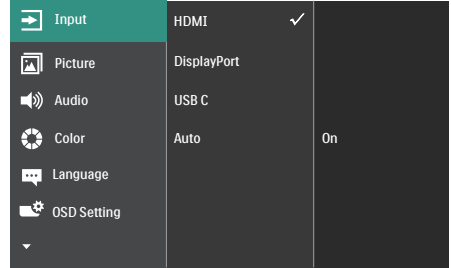 Input
HDMI
Picture
DisplayPort
Audio
USB C
Color
Auto
On
Language
OSD Setting